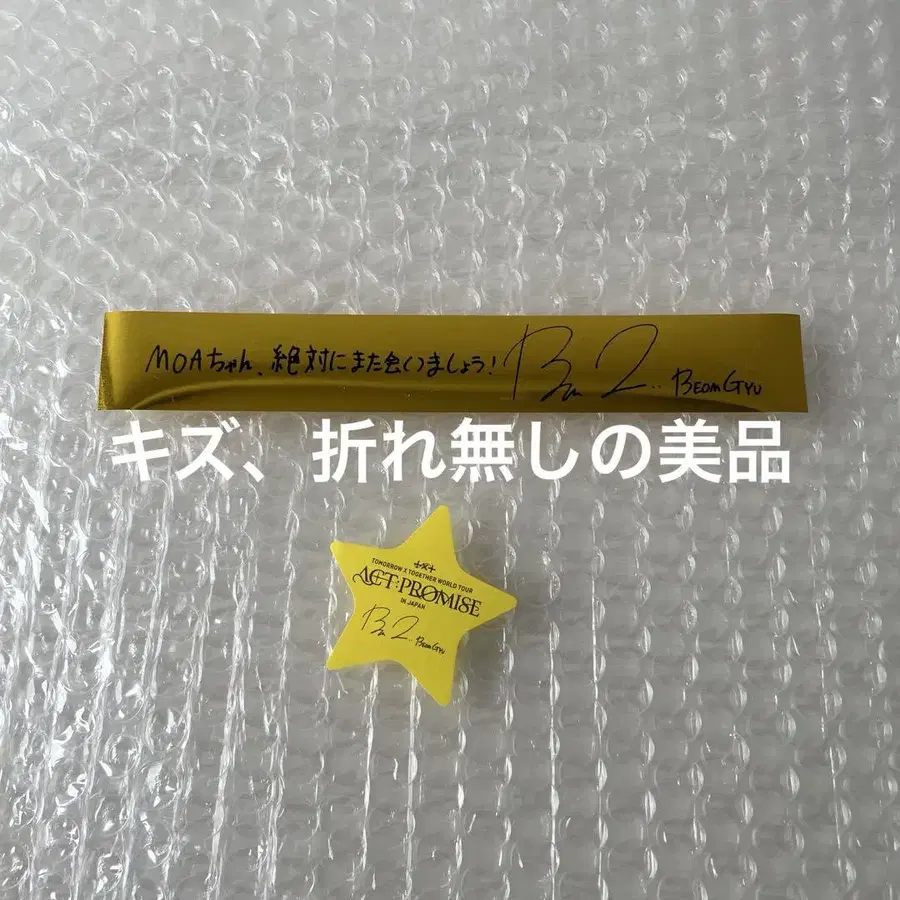 MOAちゃん、絶対にまた会いましょう! BEOMGYU
キズ、折れ無しの美品
TOMORROW X TOGETHER WORLD TOUR
ACT:PROMISE
IN JAPAN
BEOMGYU